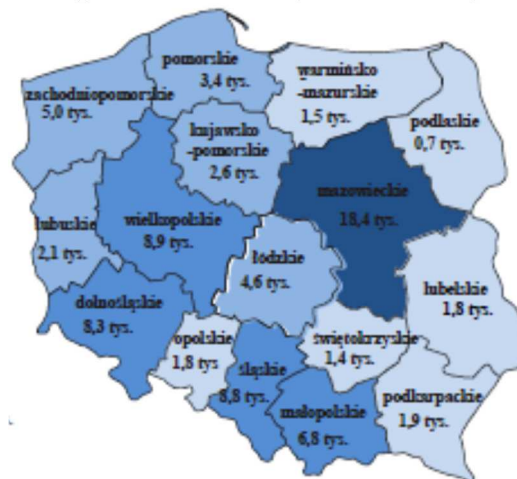 pomorskie
3,4 tys.
warmińsko
-mazurskie
1,5 tys.
zachodniopomorskie
5,0 tys.
podlaskie
0,7 tys.
kujawsko
-pomorskie
2,6 tys.
mazowieckie
18,4 tys.
lubuskie
2,1 tys.
wielkopolskie
8,9 tys.
łódzkie
4,6 tys.
lubelskie
1,8 tys.
dolnośląskie
8,3 tys.
opolskie
1,8 tys
świętokrzyskie
1,4 tys.
śląskie
8,8 tys.
małopolskie
6,8 tys.
podkarpackie
1,9 tys.